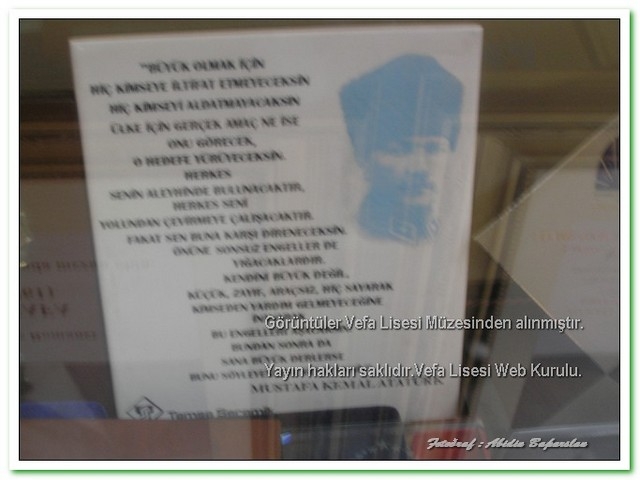 "BÜYÜK OLMAK İÇİN
HİÇ KİMSEYE İLTİFAT ETMEYECEKSİN
HİÇ KİMSEYİ ALDATMAYACAKSIN
ÜLKE İÇİN GERÇEK AMAÇ NE İSE
ONU GÖRECEK,
O HEDEFE YÜRÜYECEKSİN.
HERKES
SENİN ALEYHİNDE BULUNACAKTIR,
HERKES SENİ
YOLUNDAN ÇEVİRMEYE ÇALIŞACAKTIR.
FAKAT SEN BUNA KARŞI DİRENECEKSİN.
ÖNÜNE SONSUZ ENGELLER DE
YIĞACAKLARDIR.
KENDİNİ BÜYÜK DEĞİL,
KÜÇÜK, ZAYIF, ARAÇSIZ, HİÇ SAYARAK
KİMSEDEN YARDIM GELMEYECEĞİNE
BU ENGELLERİ
BUNDAN SONRA DA
SANA BÜYÜK DERLERSE
BUNU
MUSTAFA KEMAL ATATÜRK
Görüntüler Vefa Lisesi Müzesinden alınmıştır.
Yayın hakları saklıdır.Vefa Lisesi Web Kurulu.
Fotoğraf : Abidin Başarslan